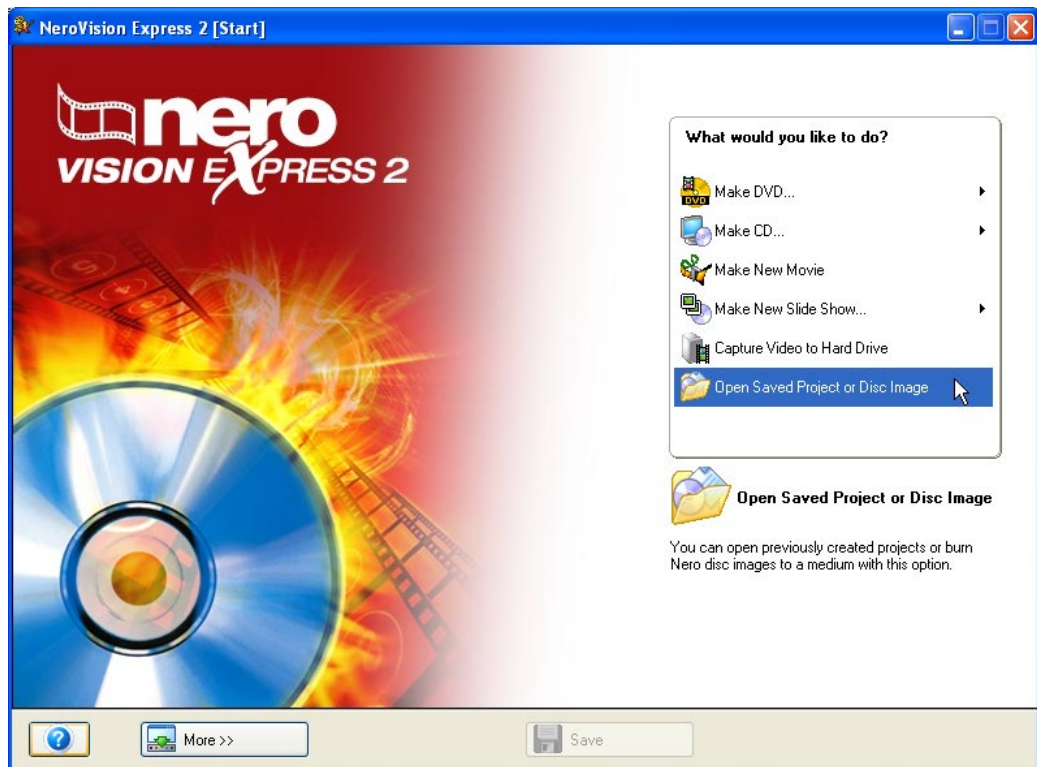 NeroVision Express 2 [Start]
nero
VISION EXPRESS 2
What would you like to do?
Make DVD...
Make CD...
Make New Movie
Make New Slide Show...
Capture Video to Hard Drive
Open Saved Project or Disc Image
Open Saved Project or Disc Image
You can open previously created projects or burn
Nero disc images to a medium with this option.
More >>
Save